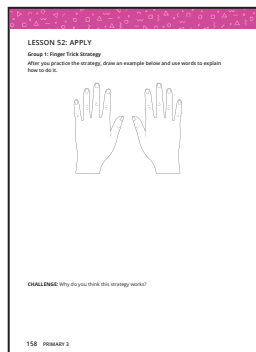 LESSON 52: APPLY
Group 1: Finger Trick Strategy
After you practice the strategy, draw an example below and use words to explain
how to do it.
CHALLENGE: Why do you think this strategy works?
158 PRIMARY 3